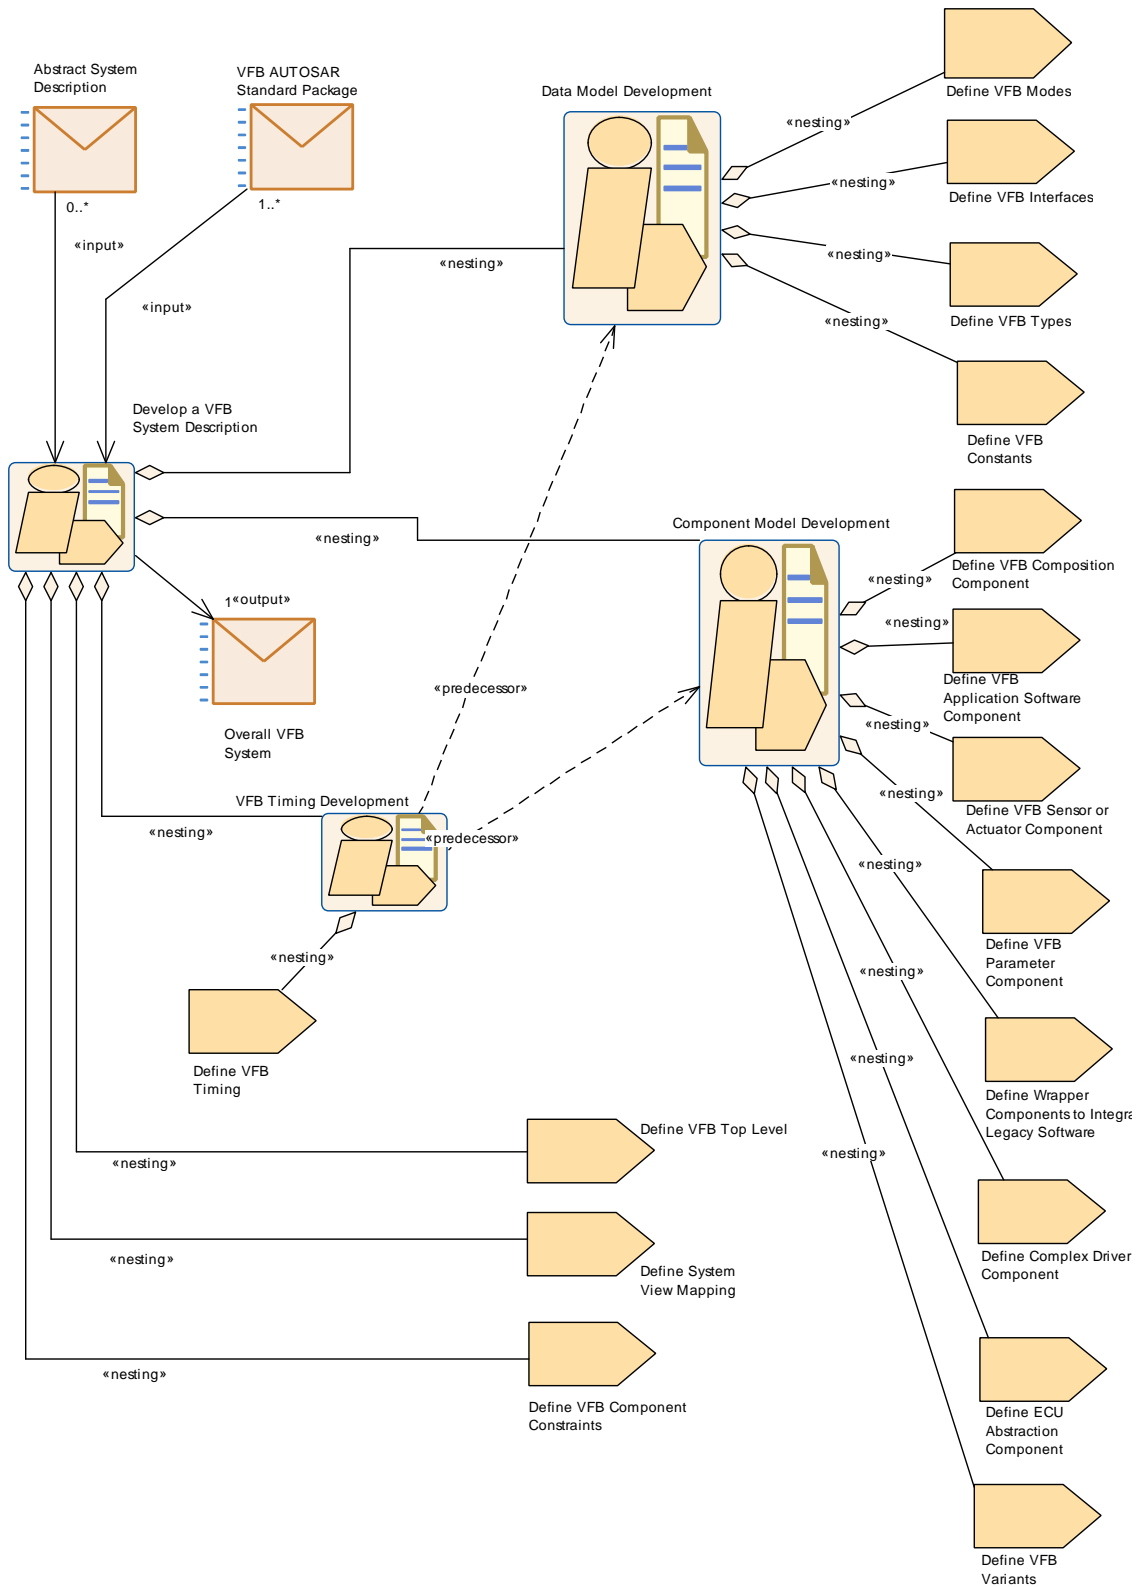 Abstract System
Description
VFB AUTOSAR
Standard Package
0..*
1..*
«input»
«input»
Data Model Development
«nesting»
«nesting»
Define VFB Modes
«nesting»
Define VFB Interfaces
«nesting»
Define VFB Types
«nesting»
Define VFB
Constants
Develop a VFB
System Description
«nesting»
1
«output»
Overall VFB
System
Component Model Development
«nesting»
Define VFB Composition
Component
«nesting»
Define VFB
Application Software
Component
«nesting»
Define VFB Sensor or
Actuator Component
«nesting»
Define VFB
Parameter
Component
«predecessor»
«predecessor»
VFB Timing Development
«nesting»
«nesting»
Define VFB
Timing
«nesting»
Define Wrapper
Components to Integra
Legacy Software
«nesting»
Define Complex Driver
Component
«nesting»
Define ECU
Abstraction
Component
«nesting»
Define VFB
Variants
«nesting»
Define VFB Top Level
«nesting»
Define System
View Mapping
«nesting»
Define VFB Component
Constraints